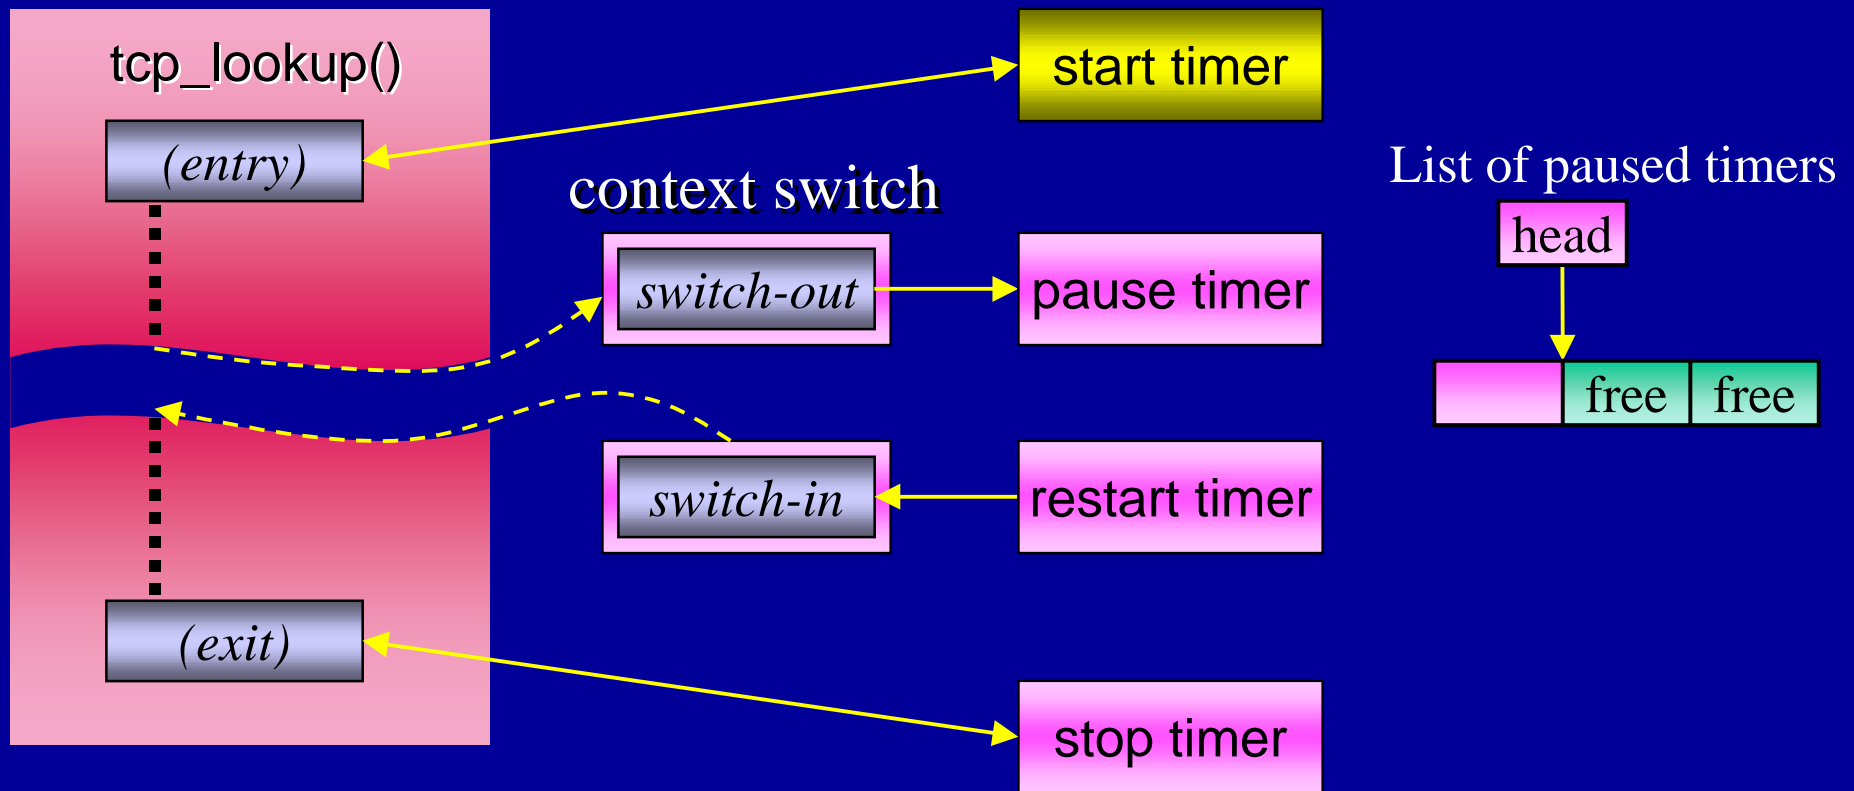 tcp_lookup()
(entry)
start timer
context switch
switch-out
pause timer
List of paused timers
head
free
free
switch-in
restart timer
(exit)
stop timer